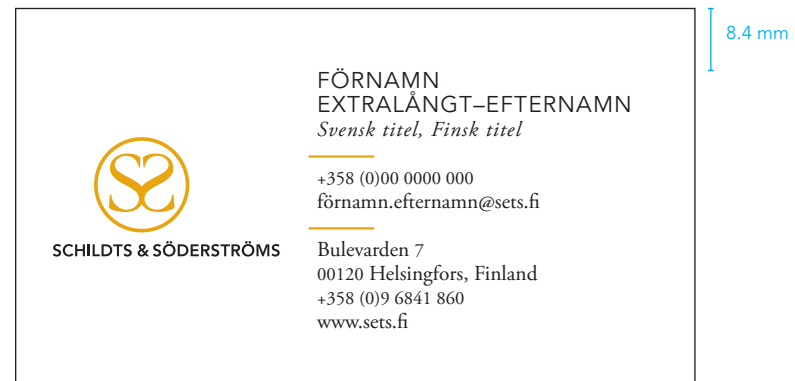 8.4 mm
FÖRNAMN
EXTRALÅNGT–EFTERNAMN
Svensk titel, Finsk titel
+358 (0)00 0000 000
förnamn.efternamn@sets.fi
SCHILDTS & SÖDERSTRÖMS
Bulevarden 7
00120 Helsingfors, Finland
+358 (0)9 6841 860
www.sets.fi